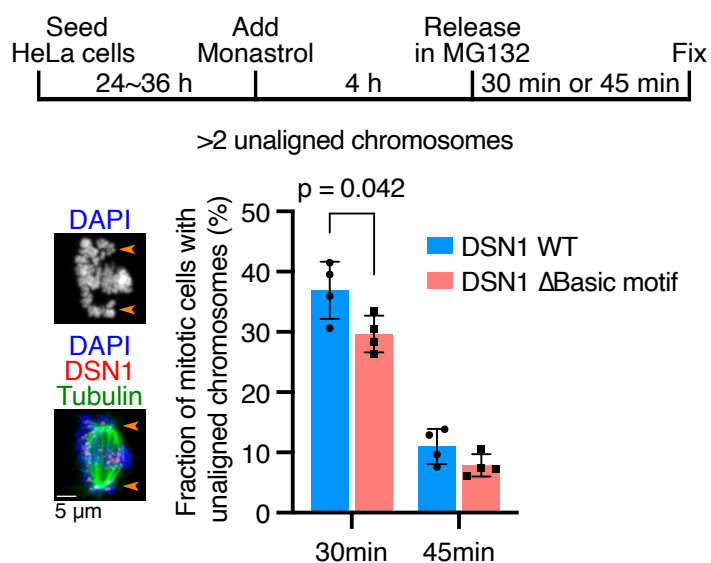 Seed
HeLa cells
Add
Monastrol
Release
in MG132
Fix
24~36 h
4 h
30 min or 45 min
>2 unaligned chromosomes
DAPI
DAPI
DSN1
Tubulin
5 µm
Fraction of mitotic cells with
unaligned chromosomes (%)
50
40
30
20
10
0
p = 0.042
DSN1 WT
DSN1 ΔBasic motif
30min
45min